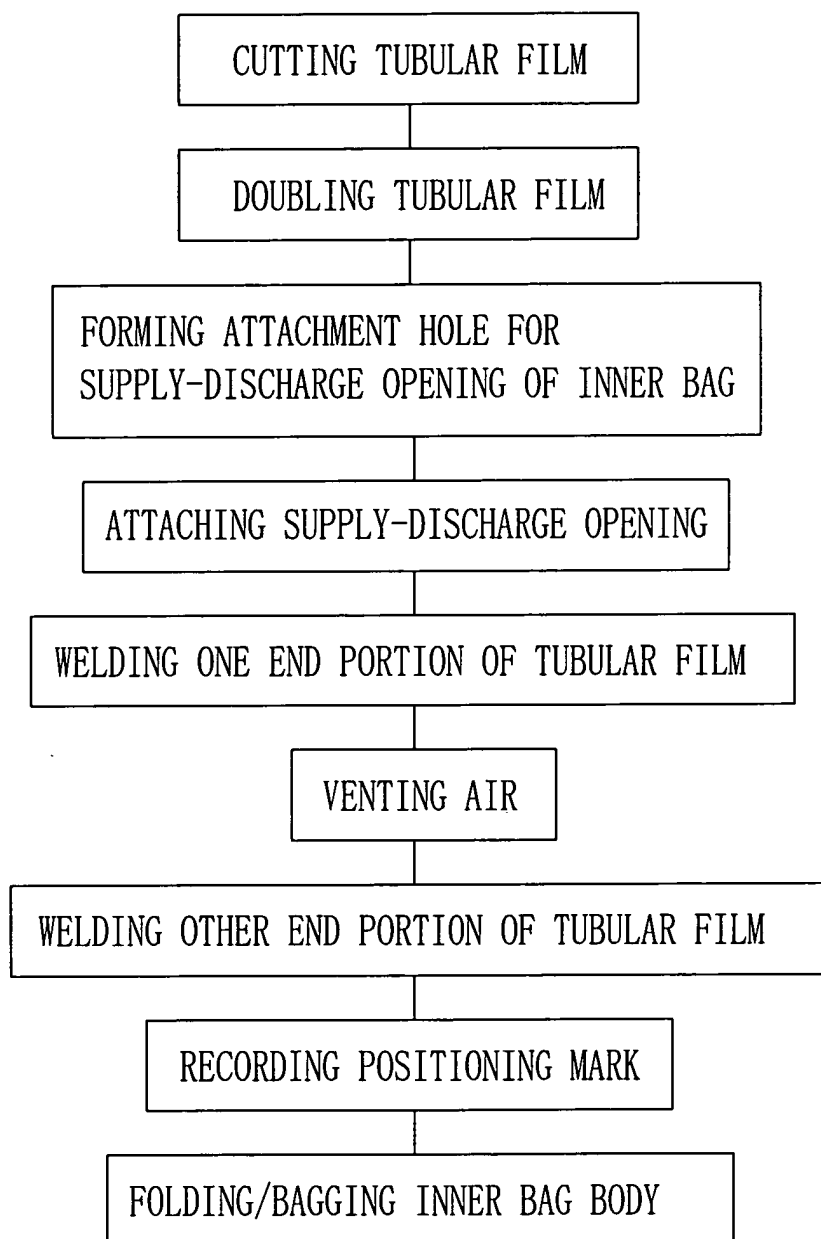 CUTTING TUBULAR FILM
DOUBLING TUBULAR FILM
FORMING ATTACHMENT HOLE FOR
SUPPLY-DISCHARGE OPENING OF INNER BAG
ATTACHING SUPPLY-DISCHARGE OPENING
WELDING ONE END PORTION OF TUBULAR FILM
VENTING AIR
WELDING OTHER END PORTION OF TUBULAR FILM
RECORDING POSITIONING MARK
FOLDING/BAGGING INNER BAG BODY